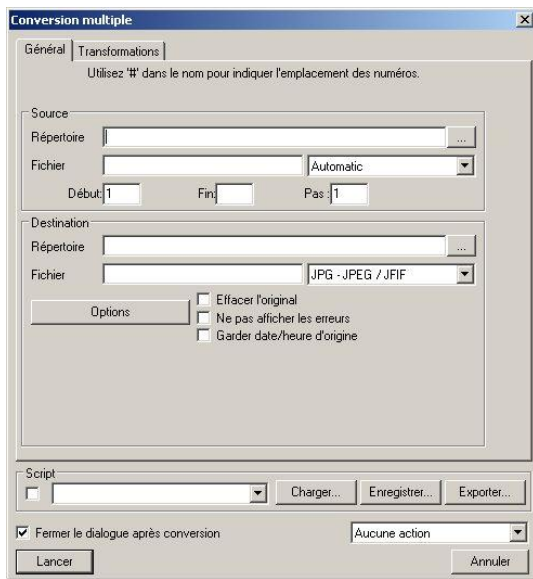 Conversion multiple
Général Transformations
Utilisez '#' dans le nom pour indiquer l'emplacement des numéros.
Source
Répertoire ...
Fichier Automatic
Début: 1 Fin: Pas : 1
Destination
Répertoire ...
Fichier JPG - JPEG / JFIF
Options
Effacer l'original
Ne pas afficher les erreurs
Garder date/heure d'origine
Script
Charger... Enregistrer... Exporter...
Fermer le dialogue après conversion Aucune action
Lancer Annuler